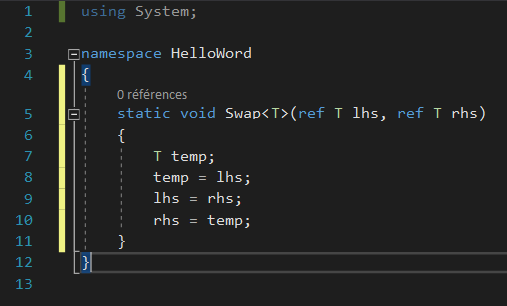 1 using System;
2
3 namespace HelloWord
4 {
0 références
5 static void Swap<T>(ref T lhs, ref T rhs)
6 {
7 T temp;
8 temp = lhs;
9 lhs = rhs;
10 rhs = temp;
11 }
12 }
13